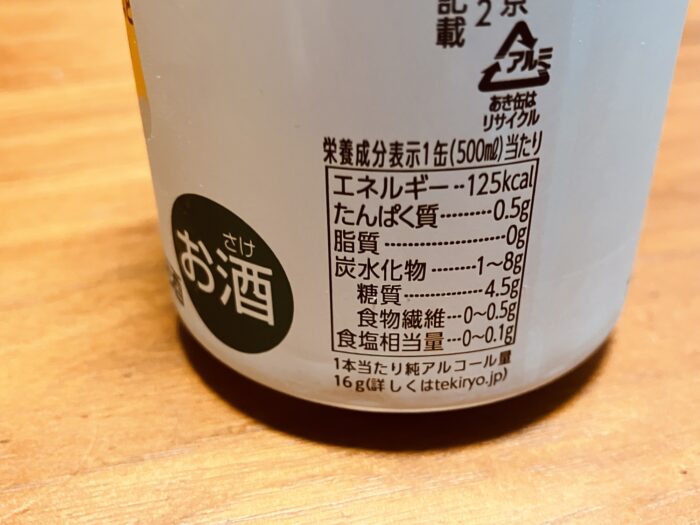 京
2
記載
アルミ
あき缶は
リサイクル
栄養成分表示1缶(500㎖)当たり
エネルギー‥125kcal
たんぱく質………0.5g
脂質……………………0g
炭水化物………1~8g
糖質……………4.5g
食物繊維…0~0.5g
食塩相当量…0~0.1g
1本当たり純アルコール量
16g(詳しくはtekiryo.jp)
さけ
お酒